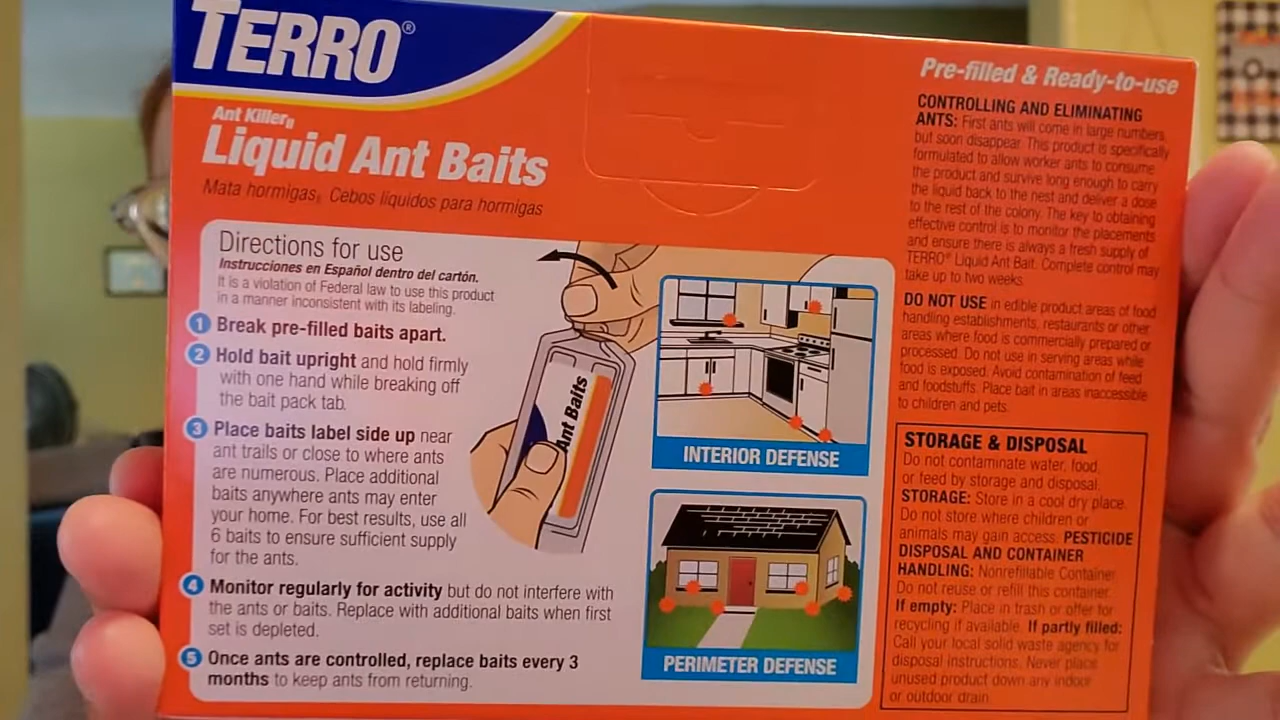 TERRO®
Ant Killer
Liquid Ant Baits
Mata hormigas Cebos líquidos para hormigas
Directions for use
Instrucciones en Español dentro del cartón.
It is a violation of Federal law to use this product
in a manner inconsistent with its labeling.
1 Break pre-filled baits apart.
2 Hold bait upright and hold firmly
with one hand while breaking off
the bait pack tab.
3 Place baits label side up near
ant trails or close to where ants
are numerous. Place additional
baits anywhere ants may enter
your home. For best results, use all
6 baits to ensure sufficient supply
for the ants.
4 Monitor regularly for activity but do not interfere with
the ants or baits. Replace with additional baits when first
set is depleted.
5 Once ants are controlled, replace baits every 3
months to keep ants from returning.
Ant Baits
INTERIOR DEFENSE
PERIMETER DEFENSE
Pre-filled & Ready-to-use
CONTROLLING AND ELIMINATING
ANTS: First ants will come in large numbers,
but soon disappear. This product is specifically
formulated to allow worker ants to consume
the product and survive long enough to carry
the liquid back to the nest and deliver a dose
to the rest of the colony. The key to obtaining
effective control is to monitor the placements
and ensure there is always a fresh supply of
TERRO® Liquid Ant Bait. Complete control may
take up to two weeks.
DO NOT USE in edible product areas of food
handling establishments, restaurants or other
areas where food is commercially prepared or
processed. Do not use in serving areas while
food is exposed. Avoid contamination of feed
and foodstuffs. Place bait in areas inaccessible
to children and pets.
STORAGE & DISPOSAL
Do not contaminate water, food,
or feed by storage and disposal.
STORAGE: Store in a cool dry place.
Do not store where children or
animals may gain access. PESTICIDE
DISPOSAL AND CONTAINER
HANDLING: Nonrefillable Container.
Do not reuse or refill this container.
If empty: Place in trash or offer for
recycling if available. If partly filled:
Call your local solid waste agency for
disposal instructions. Never place
unused product down any indoor
or outdoor drain.